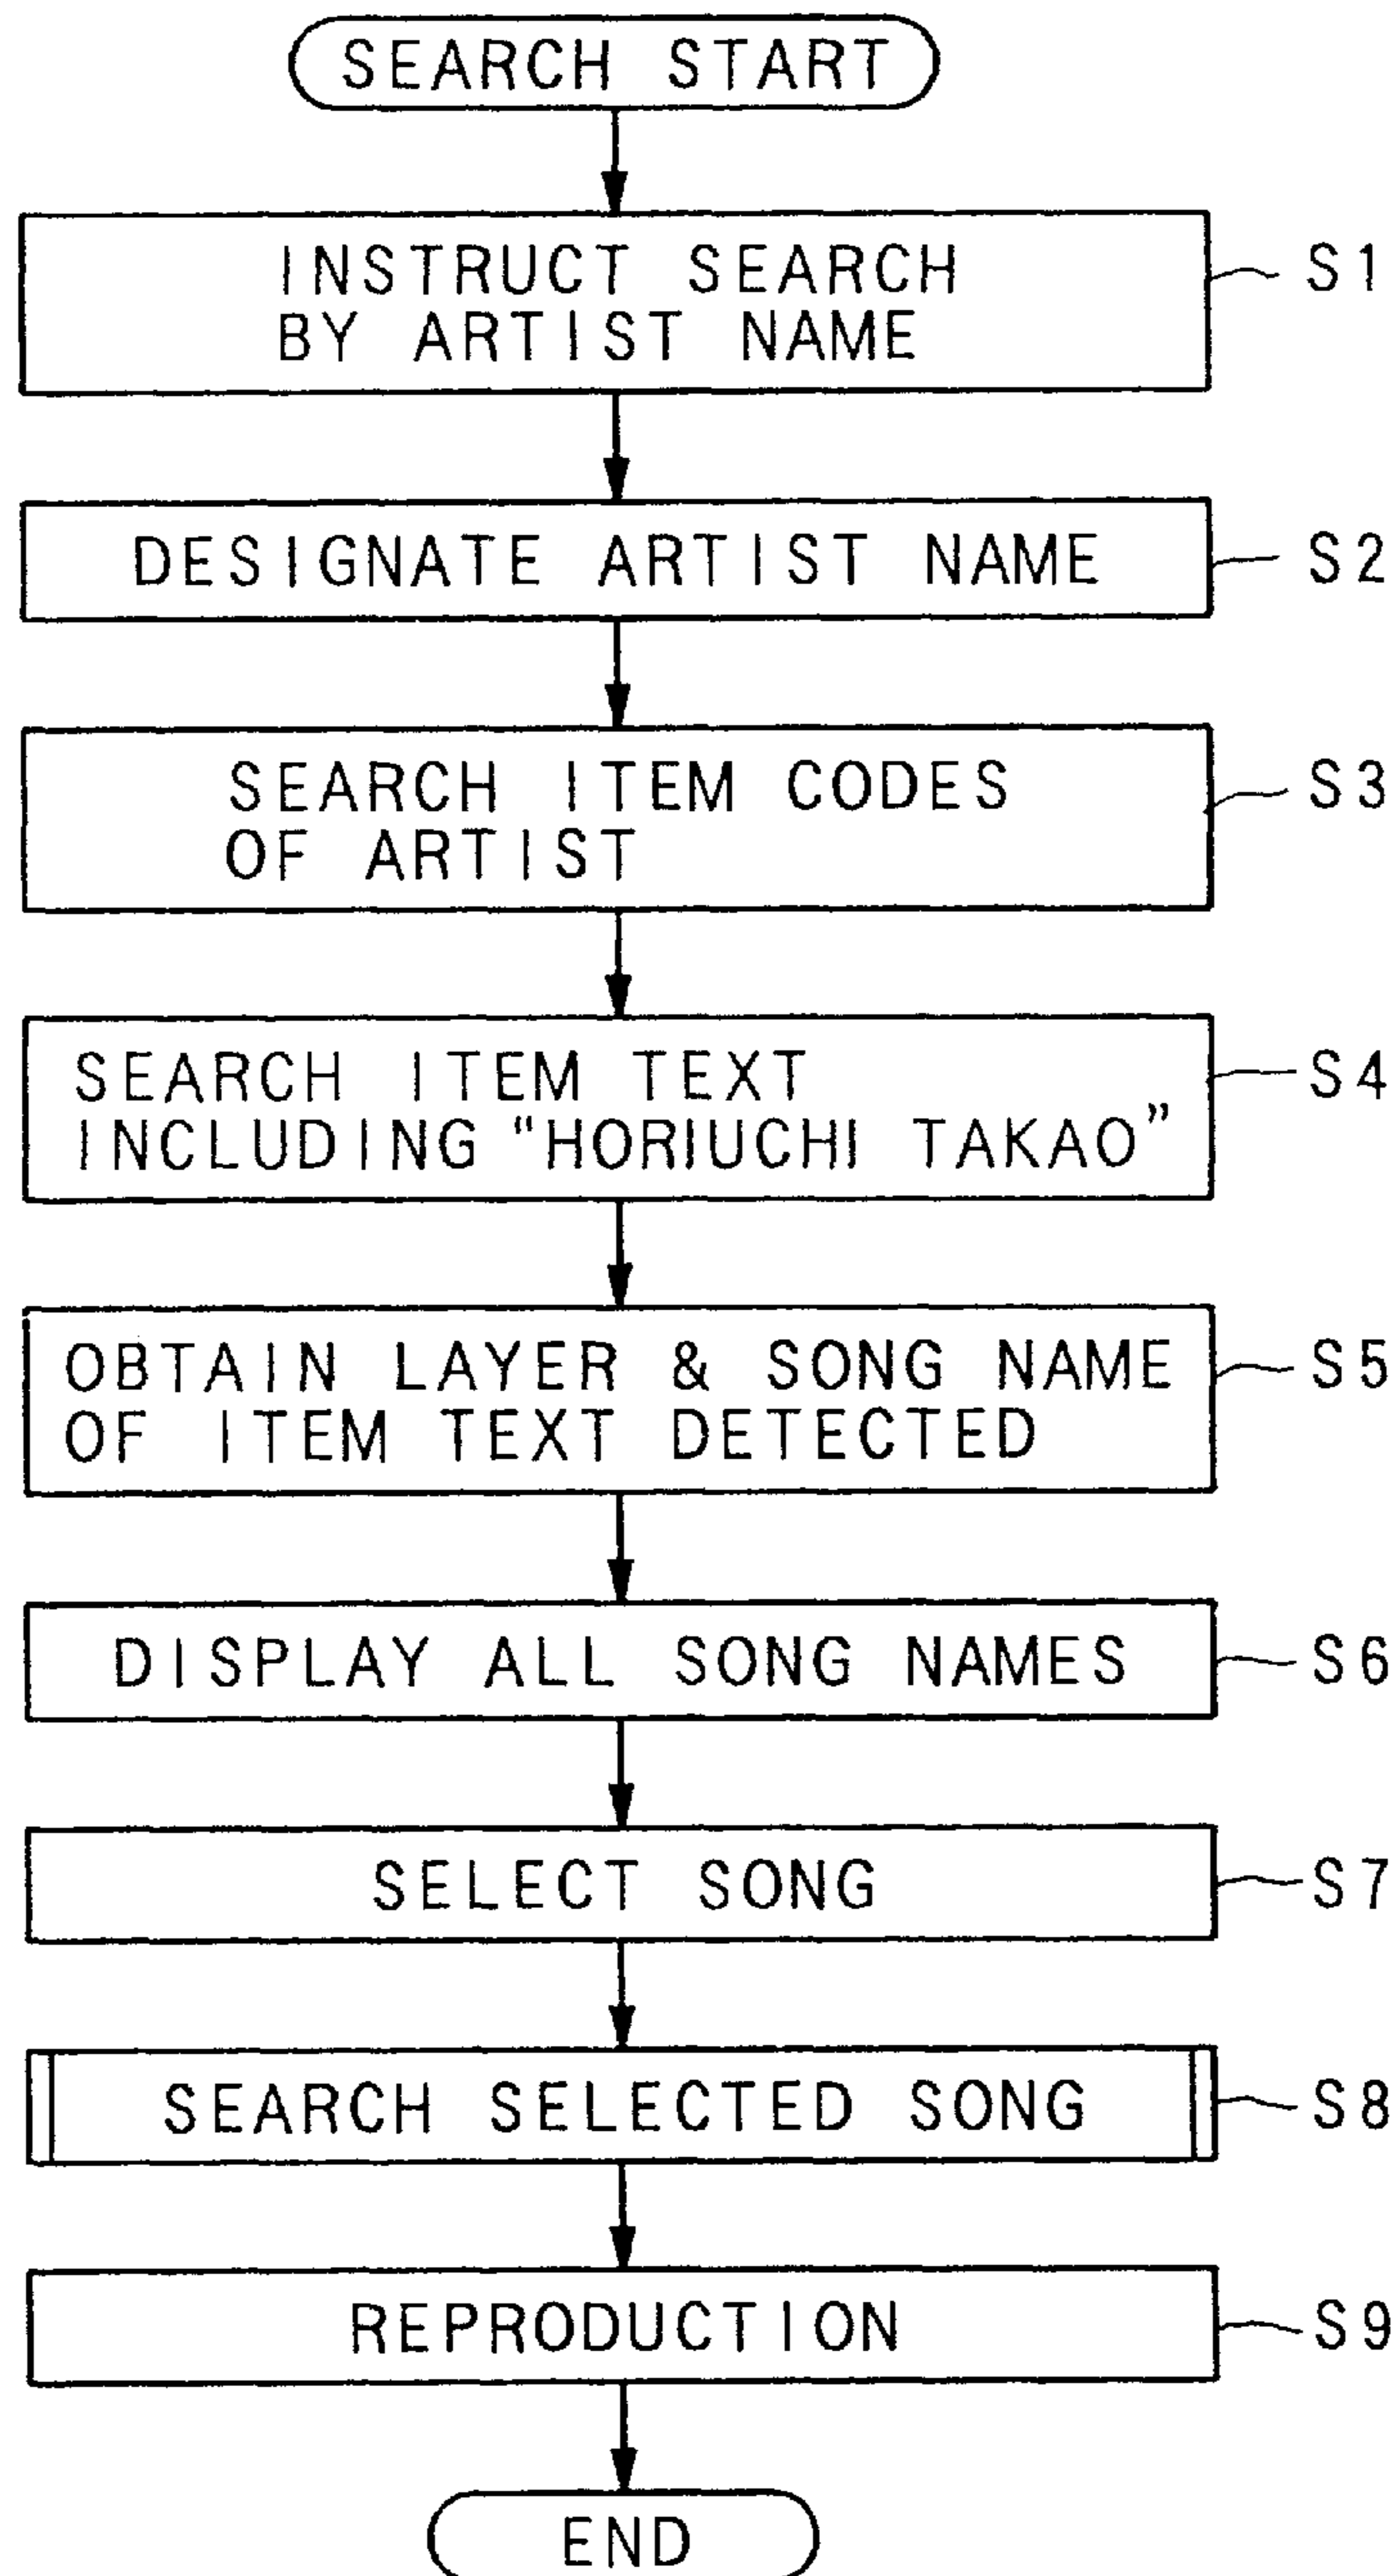 SEARCH START
INSTRUCT SEARCH
BY ARTIST NAME
S1
DESIGNATE ARTIST NAME
S2
SEARCH ITEM CODES
OF ARTIST
S3
SEARCH ITEM TEXT
INCLUDING “HORIUCHI TAKAO”
S4
OBTAIN LAYER & SONG NAME
OF ITEM TEXT DETECTED
S5
DISPLAY ALL SONG NAMES
S6
SELECT SONG
S7
SEARCH SELECTED SONG
S8
REPRODUCTION
S9
END